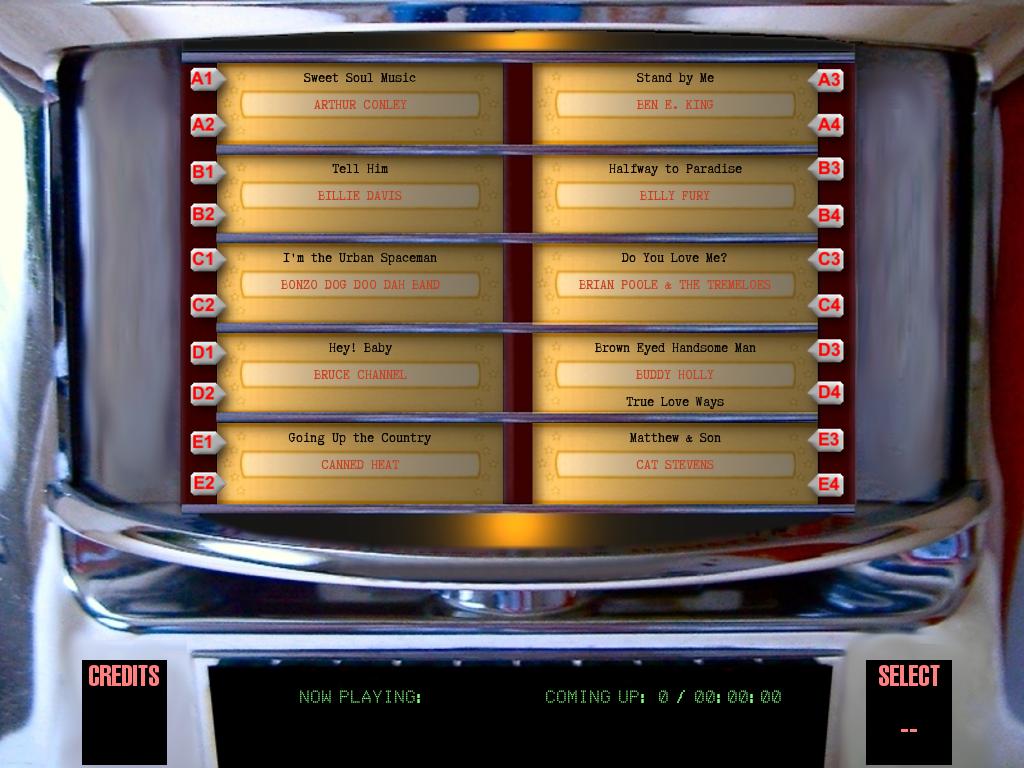 A1
Sweet Soul Music
ARTHUR CONLEY
A2
Stand by Me
A3
BEN E. KING
A4
B1
Tell Him
BILLIE DAVIS
B2
Halfway to Paradise
B3
BILLY FURY
B4
C1
I'm the Urban Spaceman
BONZO DOG DOO DAH BAND
C2
Do You Love Me?
C3
BRIAN POOLE & THE TREMELOES
C4
D1
Hey! Baby
BRUCE CHANNEL
D2
Brown Eyed Handsome Man
D3
BUDDY HOLLY
True Love Ways
D4
E1
Going Up the Country
CANNED HEAT
E2
Matthew & Son
E3
CAT STEVENS
E4
CREDITS
NOW PLAYING:
COMING UP: 0 / 00:00:00
SELECT
--